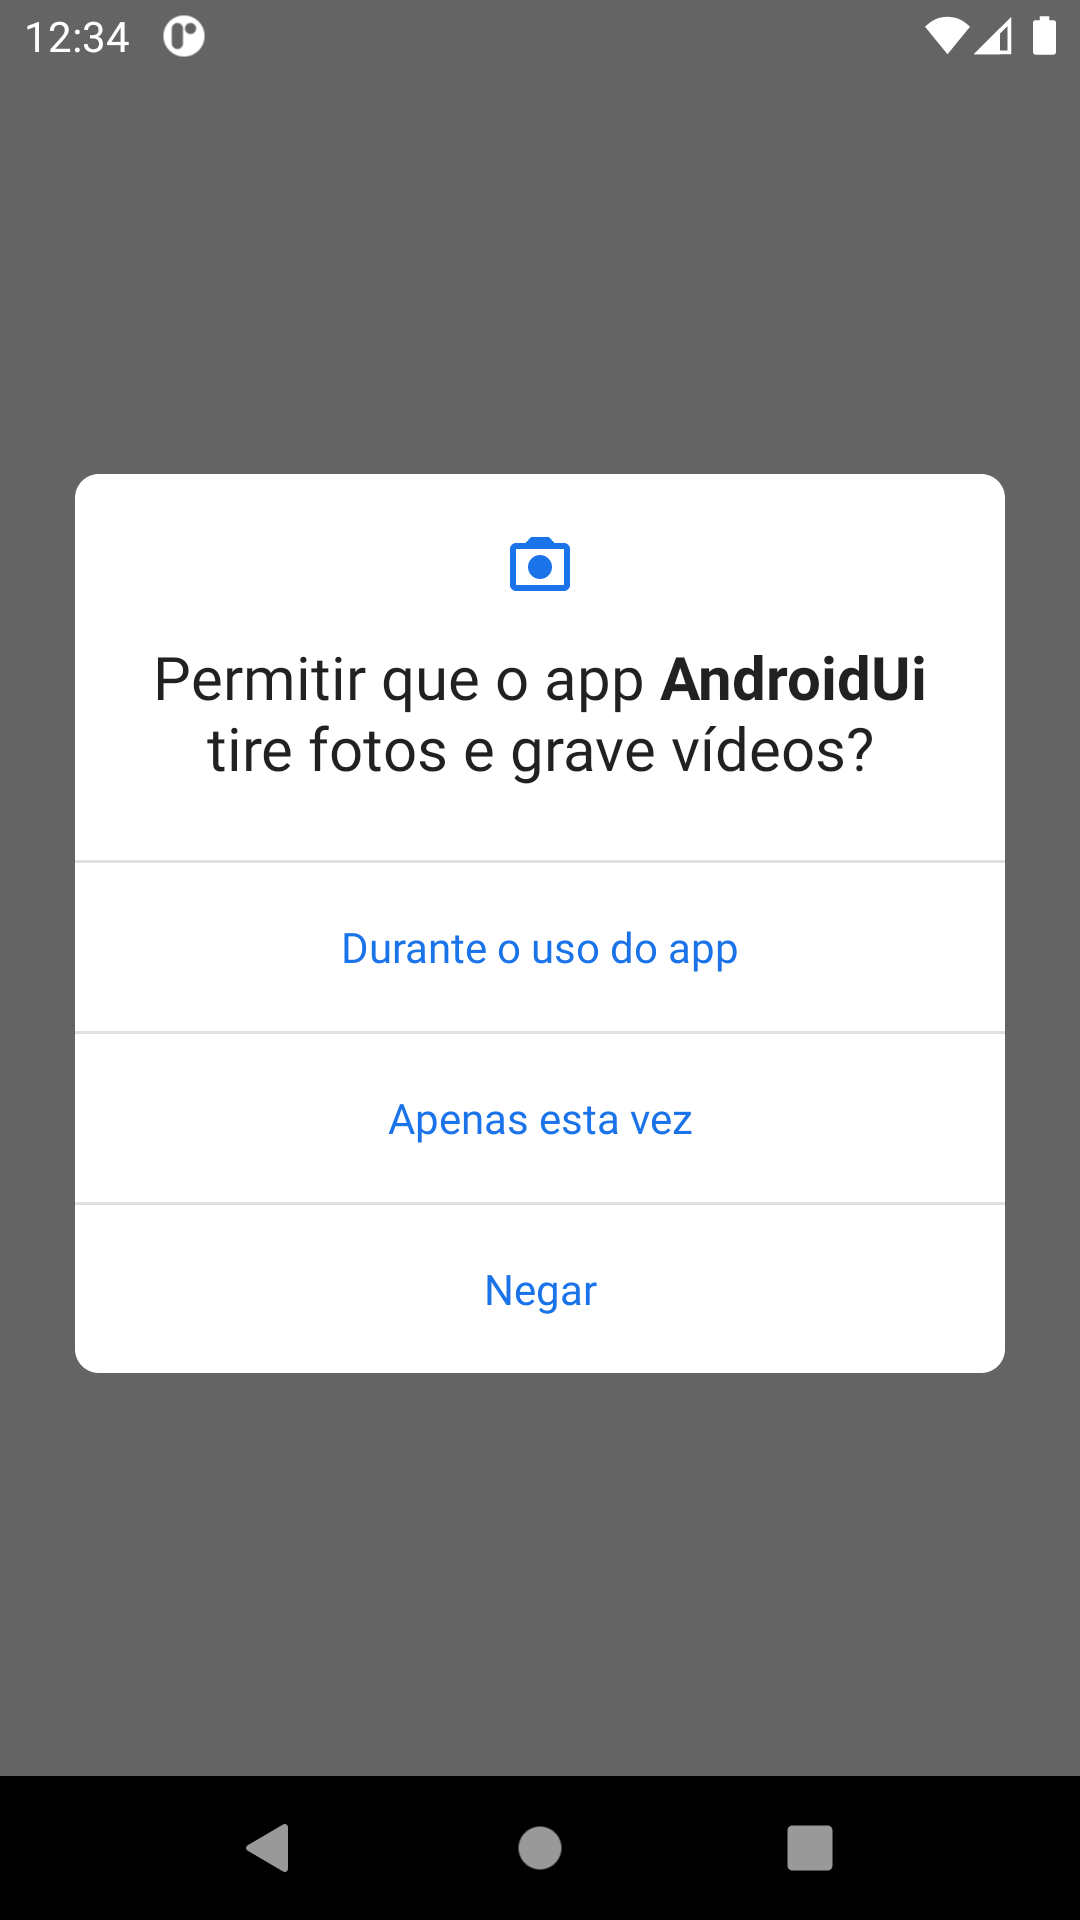 12:34
Permitir que o app AndroidUi
tire fotos e grave vídeos?
Durante o uso do app
Apenas esta vez
Negar